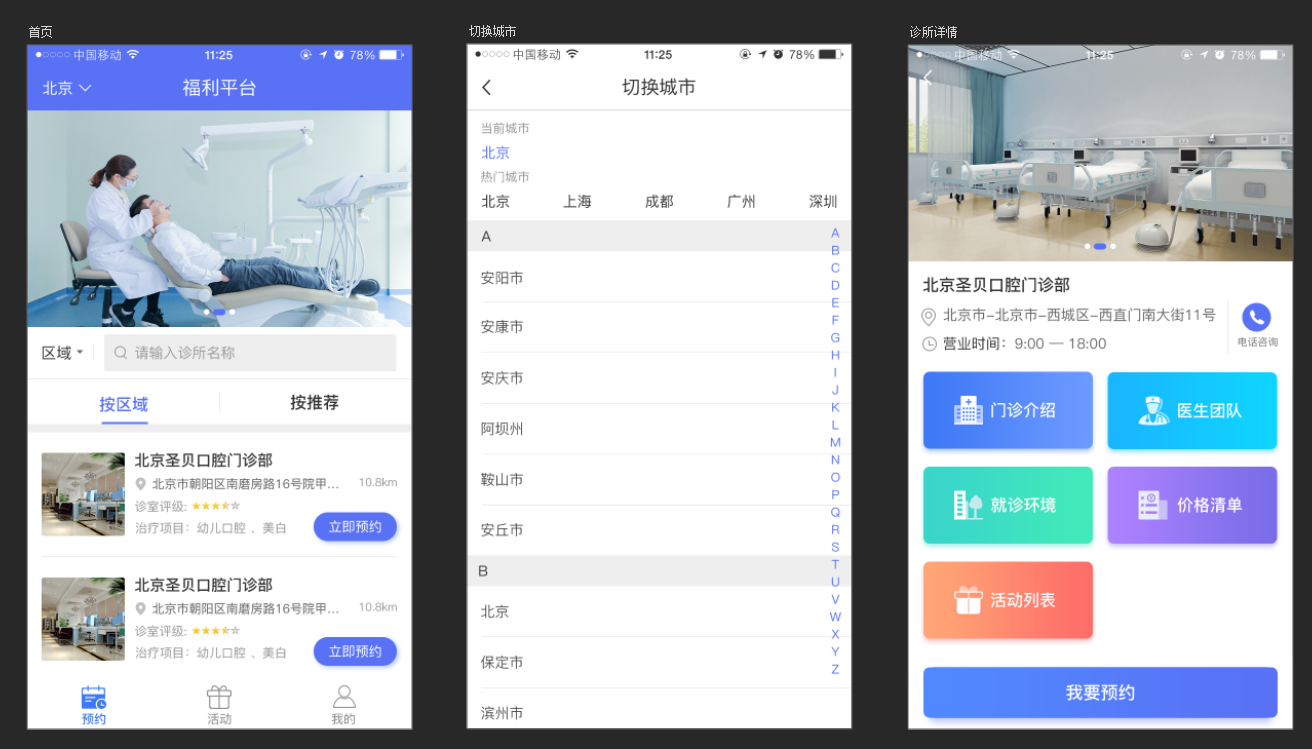 首页
中国移动 11:25 78%
北京 福利平台
区域 请输入诊所名称
按区域 按推荐
北京圣贝口腔门诊部
北京市朝阳区南磨房路16号院甲... 10.8km
诊室评级:
治疗项目: 幼儿口腔 、美白 立即预约
北京圣贝口腔门诊部
北京市朝阳区南磨房路16号院甲... 10.8km
诊室评级:
治疗项目: 幼儿口腔 、美白 立即预约
预约 活动 我的
切换城市
中国移动 11:25 78%
切换城市
当前城市
北京
热门城市
北京 上海 成都 广州 深圳
A
安阳市
安康市
安庆市
阿坝州
鞍山市
安丘市
B
北京
保定市
滨州市
A
B
C
D
E
F
G
H
I
J
K
L
M
N
O
P
Q
R
S
T
U
V
W
X
Y
Z
诊所详情
中国移动 11:25 78%
北京圣贝口腔门诊部
北京市-北京市-西城区-西直门南大街11号
营业时间: 9:00 — 18:00
电话咨询
门诊介绍 医生团队
就诊环境 价格清单
活动列表
我要预约